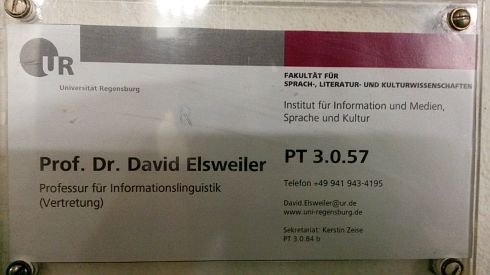 UR
Universität Regensburg
FAKULTÄT FÜR
SPRACH-, LITERATUR- UND KULTURWISSENSCHAFTEN
Institut für Information und Medien,
Sprache und Kultur
Prof. Dr. David Elsweiler
Professur für Informationslinguistik
(Vertretung)
PT 3.0.57
Telefon +49 941 943-4195
David.Elsweiler@ur.de
www.uni-regensburg.de
Sekretariat: Kerstin Zeise
PT 3.0.84 b